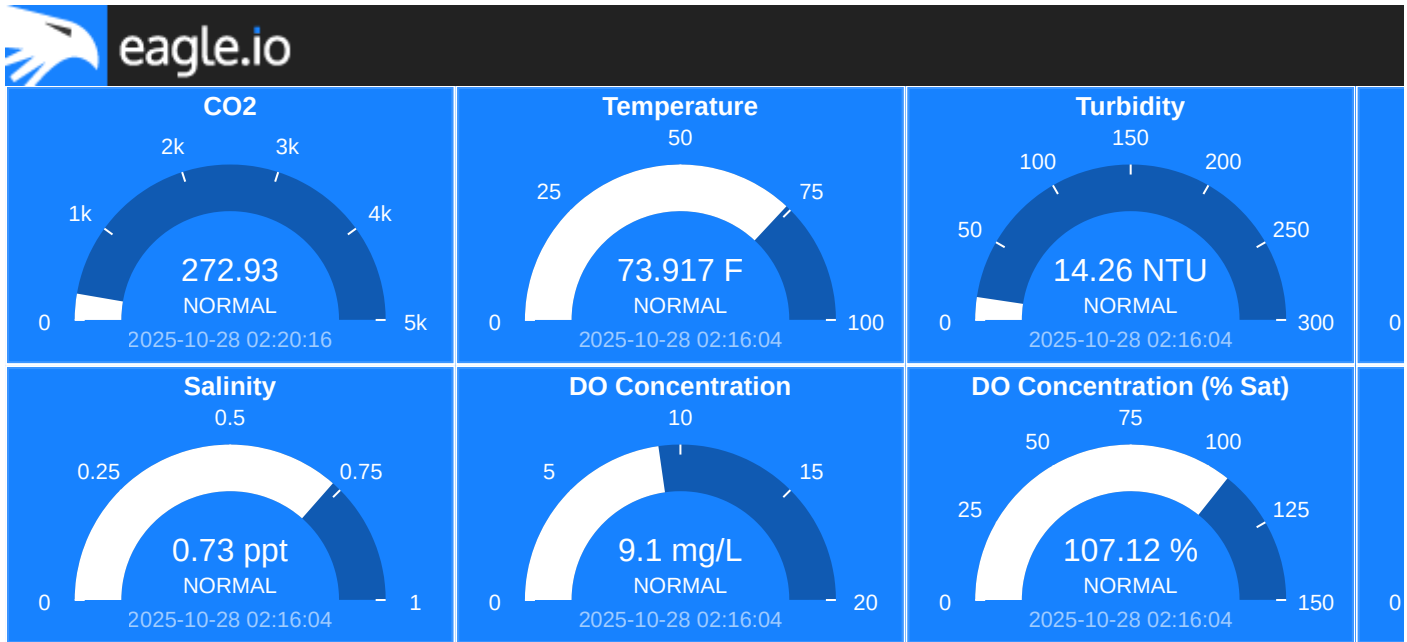 eagle.io
CO2
2k 3k
1k 4k
272.93
NORMAL
0 5k
2025-10-28 02:20:16
Temperature
50
25 75
73.917 F
NORMAL
0 100
2025-10-28 02:16:04
Turbidity
150
100 200
50 250
14.26 NTU
NORMAL
0 300
2025-10-28 02:16:04
0
Salinity
0.5
0.25 0.75
0.73 ppt
NORMAL
0 1
2025-10-28 02:16:04
DO Concentration
10
5 15
9.1 mg/L
NORMAL
0 20
2025-10-28 02:16:04
DO Concentration (% Sat)
75
50 100
25 125
107.12 %
NORMAL
0 150
2025-10-28 02:16:04
0